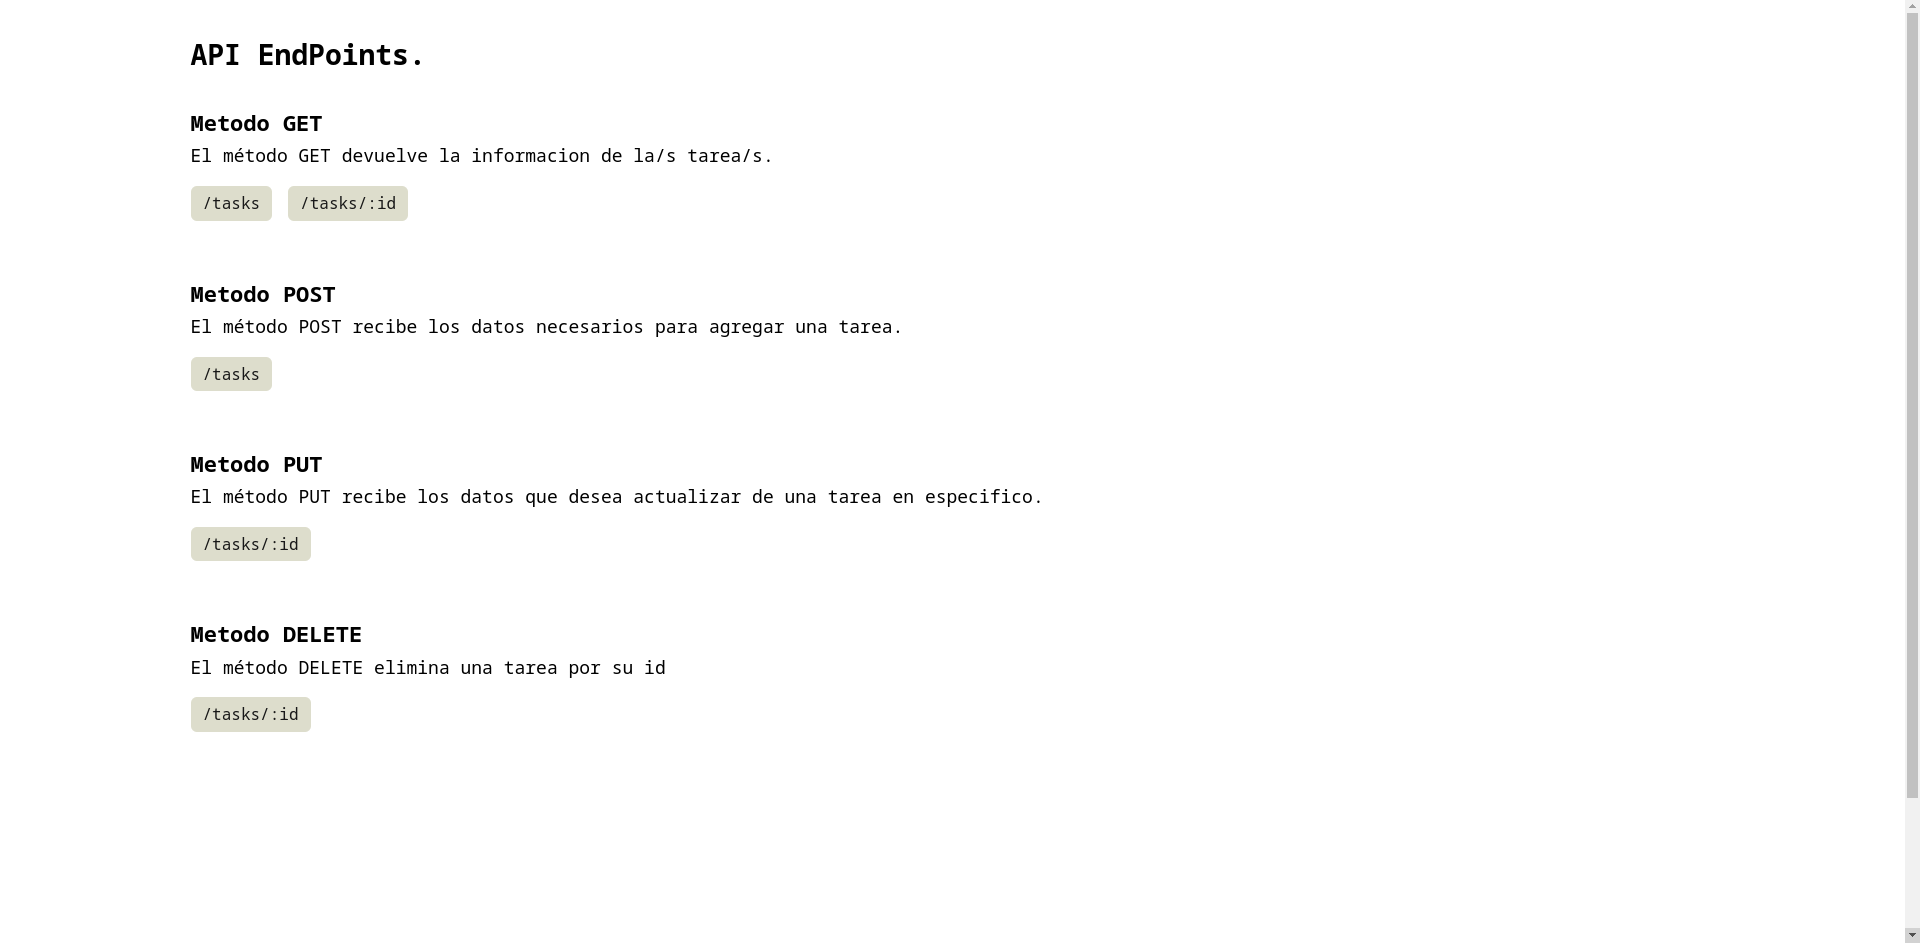 API EndPoints.
Metodo GET
El método GET devuelve la informacion de la/s tarea/s.
/tasks /tasks/:id
Metodo POST
El método POST recibe los datos necesarios para agregar una tarea.
/tasks
Metodo PUT
El método PUT recibe los datos que desea actualizar de una tarea en especifico.
/tasks/:id
Metodo DELETE
El método DELETE elimina una tarea por su id
/tasks/:id